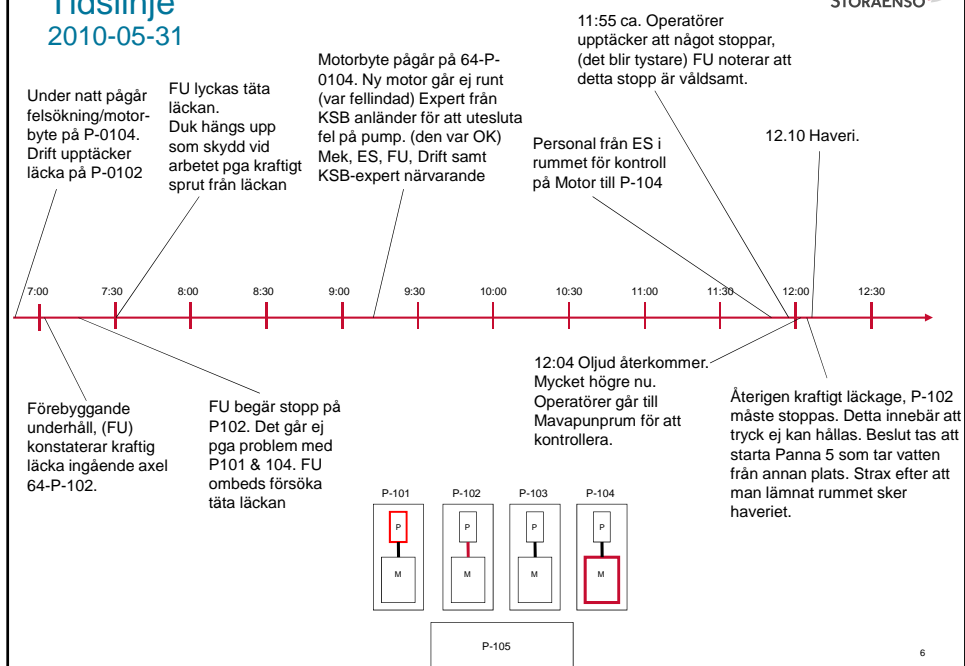 Tidslinje
2010-05-31
STORAENSO
Under natt pågår
felsökning/motor-
byte på P-0104.
Drift upptäcker
läcka på P-0102
FU lyckas täta
läckan.
Duk hängs upp
som skydd vid
arbetet pga kraftigt
sprut från läckan
Motorbyte pågår på 64-P-
0104. Ny motor går ej runt
(var fellindad) Expert från
KSB anländer för att utesluta
fel på pump. (den var OK)
Mek, ES, FU, Drift samt
KSB-expert närvarande
Personal från ES i
rummet för kontroll
på Motor till P-104
11:55 ca. Operatörer
upptäcker att något stoppar,
(det blir tystare) FU noterar att
detta stopp är våldsamt.
12.10 Haveri.
7:00
7:30
8:00
8:30
9:00
9:30
10:00
10:30
11:00
11:30
12:00
12:30
Förebyggande
underhåll, (FU)
konstaterar kraftig
läcka ingående axel
64-P-102.
FU begär stopp på
P102. Det går ej
pga problem med
P101 & 104. FU
ombeds försöka
täta läckan
12:04 Oljud återkommer.
Mycket högre nu.
Operatörer går till
Mavapunprum för att
kontrollera.
Återigen kraftigt läckage, P-102
måste stoppas. Detta innebär att
tryck ej kan hållas. Beslut tas att
starta Panna 5 som tar vatten
från annan plats. Strax efter att
man lämnat rummet sker
haveriet.
P-101
P-102
P-103
P-104
P
P
P
P
M
M
M
M
P-105
6